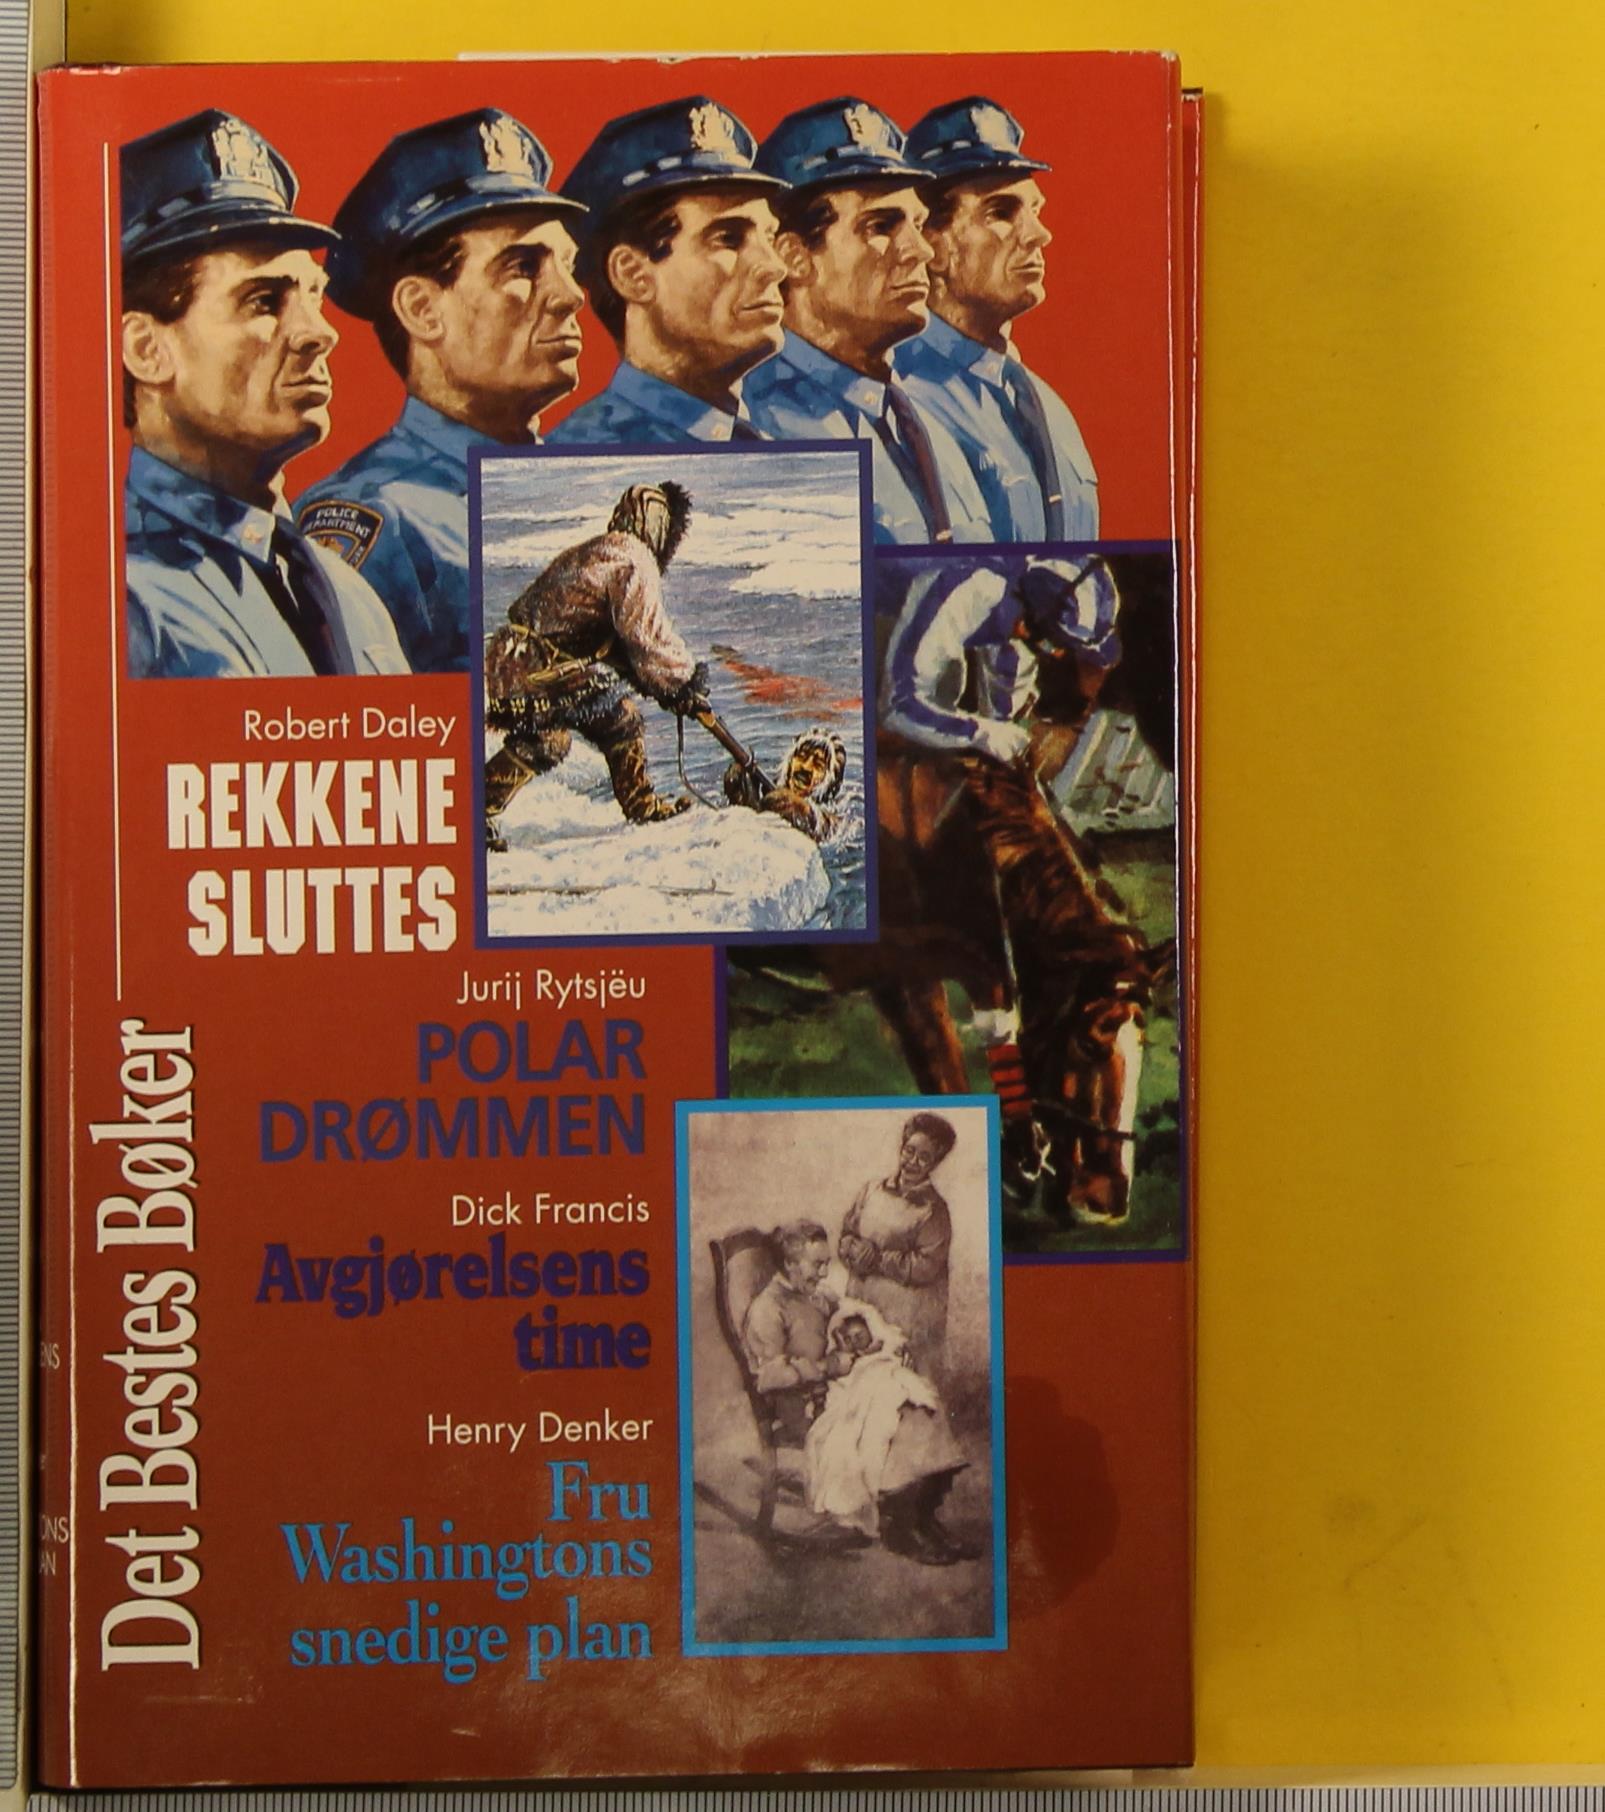 Robert Daley
REKKENE
SLUTTES
Jurij Rytsjëu
POLAR
DRØMMEN
Dick Francis
Avgjørelsens
time
Henry Denker
Fru
Washingtons
snedige plan
Det Bestes Bøker
POLICE